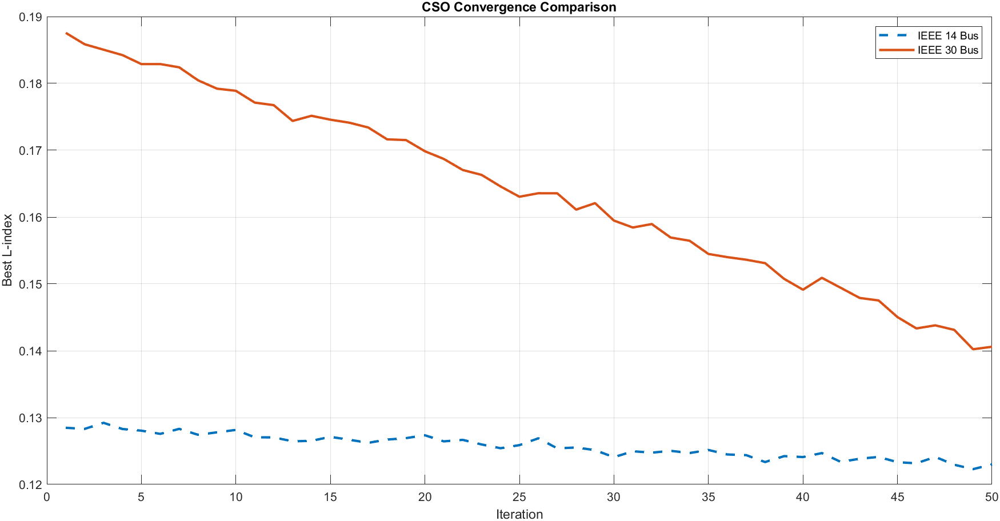 CSO Convergence Comparison
IEEE 14 Bus
IEEE 30 Bus
0.19
0.18
0.17
0.16
0.15
0.14
0.13
0.12
Best L-index
0 5 10 15 20 25 30 35 40 45 50
Iteration